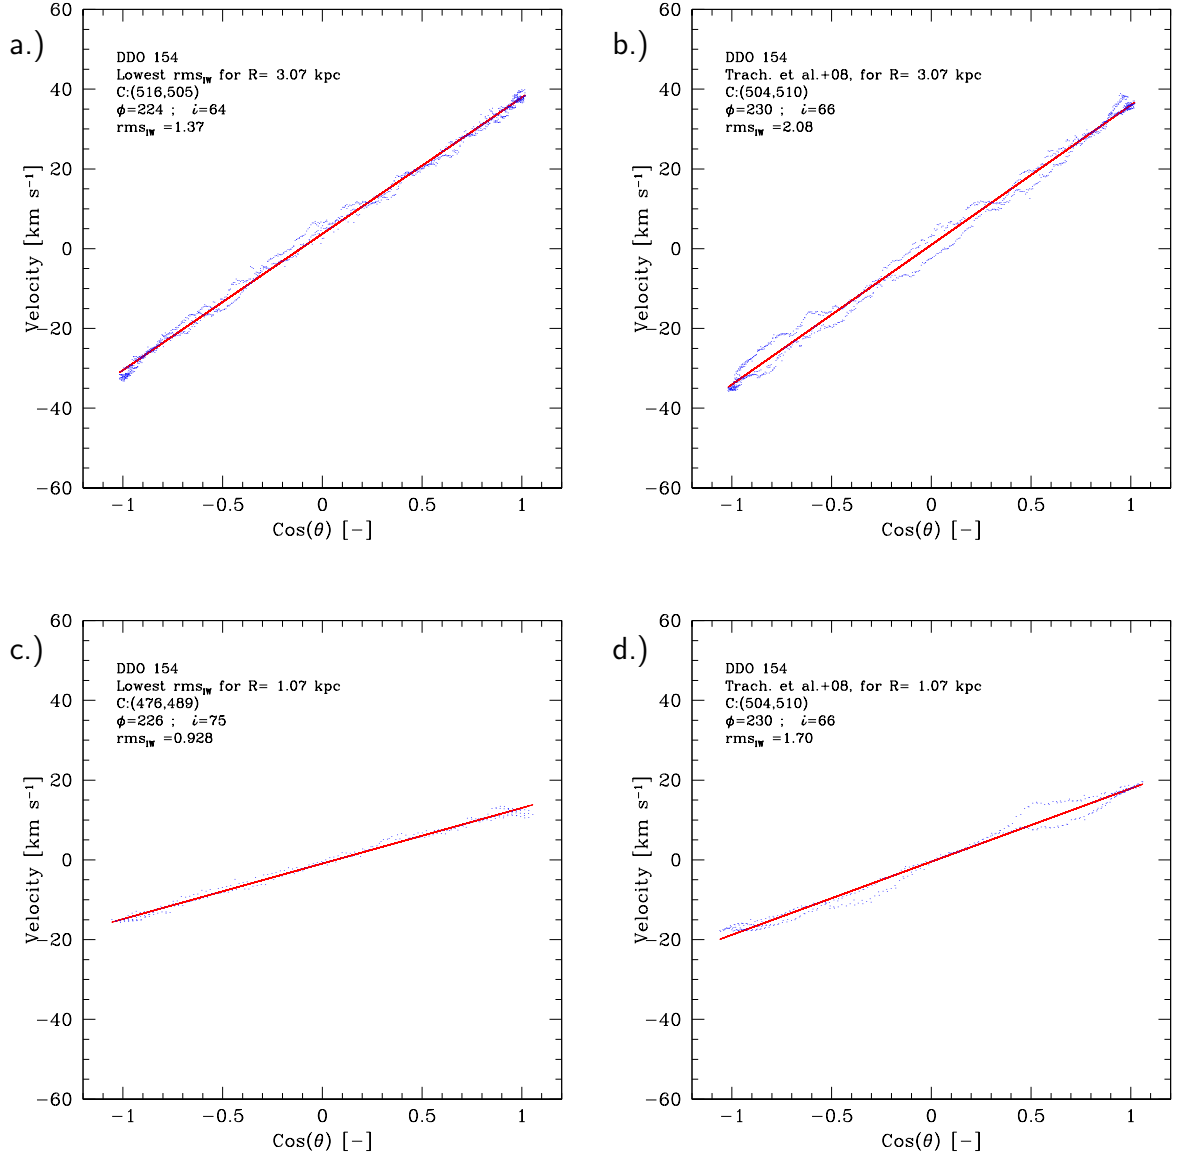 a.)
DDO 154
Lowest rms_IW for R= 3.07 kpc
C:(516,505)
ϕ=224 ; i=64
rms_IW =1.37
Velocity [km s⁻¹]
60
40
20
0
−20
−40
−60
−1 −0.5 0 0.5 1
Cos(θ) [−]
b.)
DDO 154
Trach. et al.+08, for R= 3.07 kpc
C:(504,510)
ϕ=230 ; i=66
rms_IW =2.08
Velocity [km s⁻¹]
60
40
20
0
−20
−40
−60
−1 −0.5 0 0.5 1
Cos(θ) [−]
c.)
DDO 154
Lowest rms_IW for R= 1.07 kpc
C:(476,489)
ϕ=226 ; i=75
rms_IW =0.928
Velocity [km s⁻¹]
60
40
20
0
−20
−40
−60
−1 −0.5 0 0.5 1
Cos(θ) [−]
d.)
DDO 154
Trach. et al.+08, for R= 1.07 kpc
C:(504,510)
ϕ=230 ; i=66
rms_IW =1.70
Velocity [km s⁻¹]
60
40
20
0
−20
−40
−60
−1 −0.5 0 0.5 1
Cos(θ) [−]